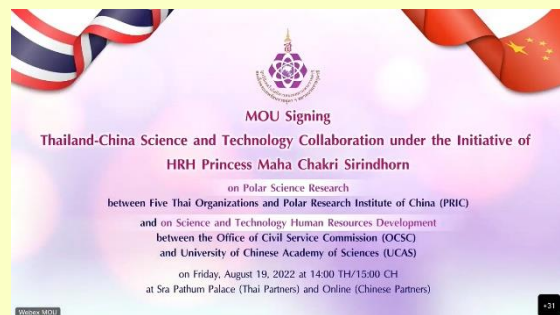 MOU Signing
Thailand-China Science and Technology Collaboration under the Initiative of
HRH Princess Maha Chakri Sirindhorn
on Polar Science Research
between Five Thai Organizations and Polar Research Institute of China (PRIC)
and on Science and Technology Human Resources Development
between the Office of Civil Service Commission (OCSC)
and University of Chinese Academy of Sciences (UCAS)
on Friday, August 19, 2022 at 14:00 TH/15:00 CH
at Sra Pathum Palace (Thai Partners) and Online (Chinese Partners)
Webex MOU
+31